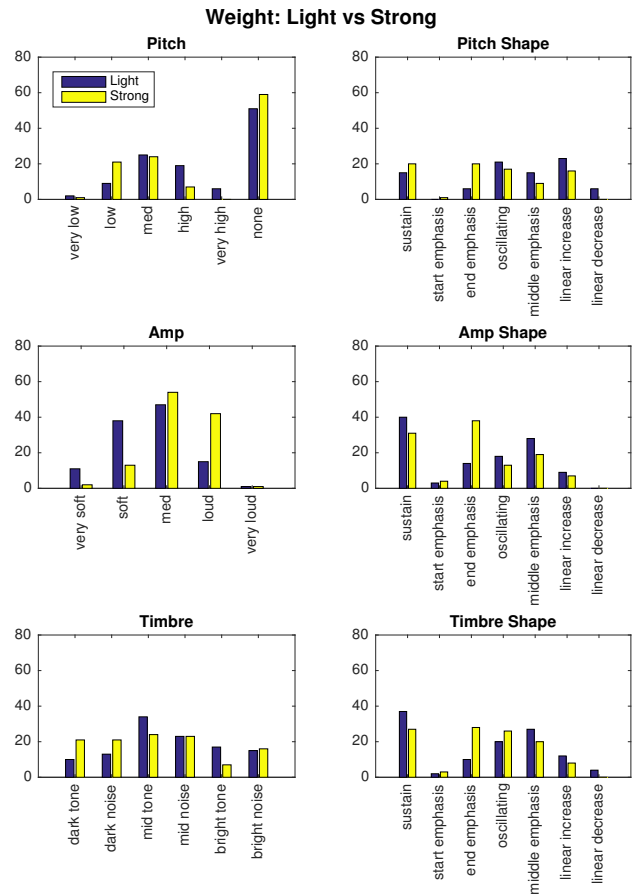 Weight: Light vs Strong
Pitch
80
60
40
20
0
Light
Strong
very low
low
med
high
very high
none
Pitch Shape
80
60
40
20
0
sustain
start emphasis
end emphasis
oscillating
middle emphasis
linear increase
linear decrease
Amp
80
60
40
20
0
very soft
soft
med
loud
very loud
Amp Shape
80
60
40
20
0
sustain
start emphasis
end emphasis
oscillating
middle emphasis
linear increase
linear decrease
Timbre
80
60
40
20
0
dark tone
dark noise
mid tone
mid noise
bright tone
bright noise
Timbre Shape
80
60
40
20
0
sustain
start emphasis
end emphasis
oscillating
middle emphasis
linear increase
linear decrease